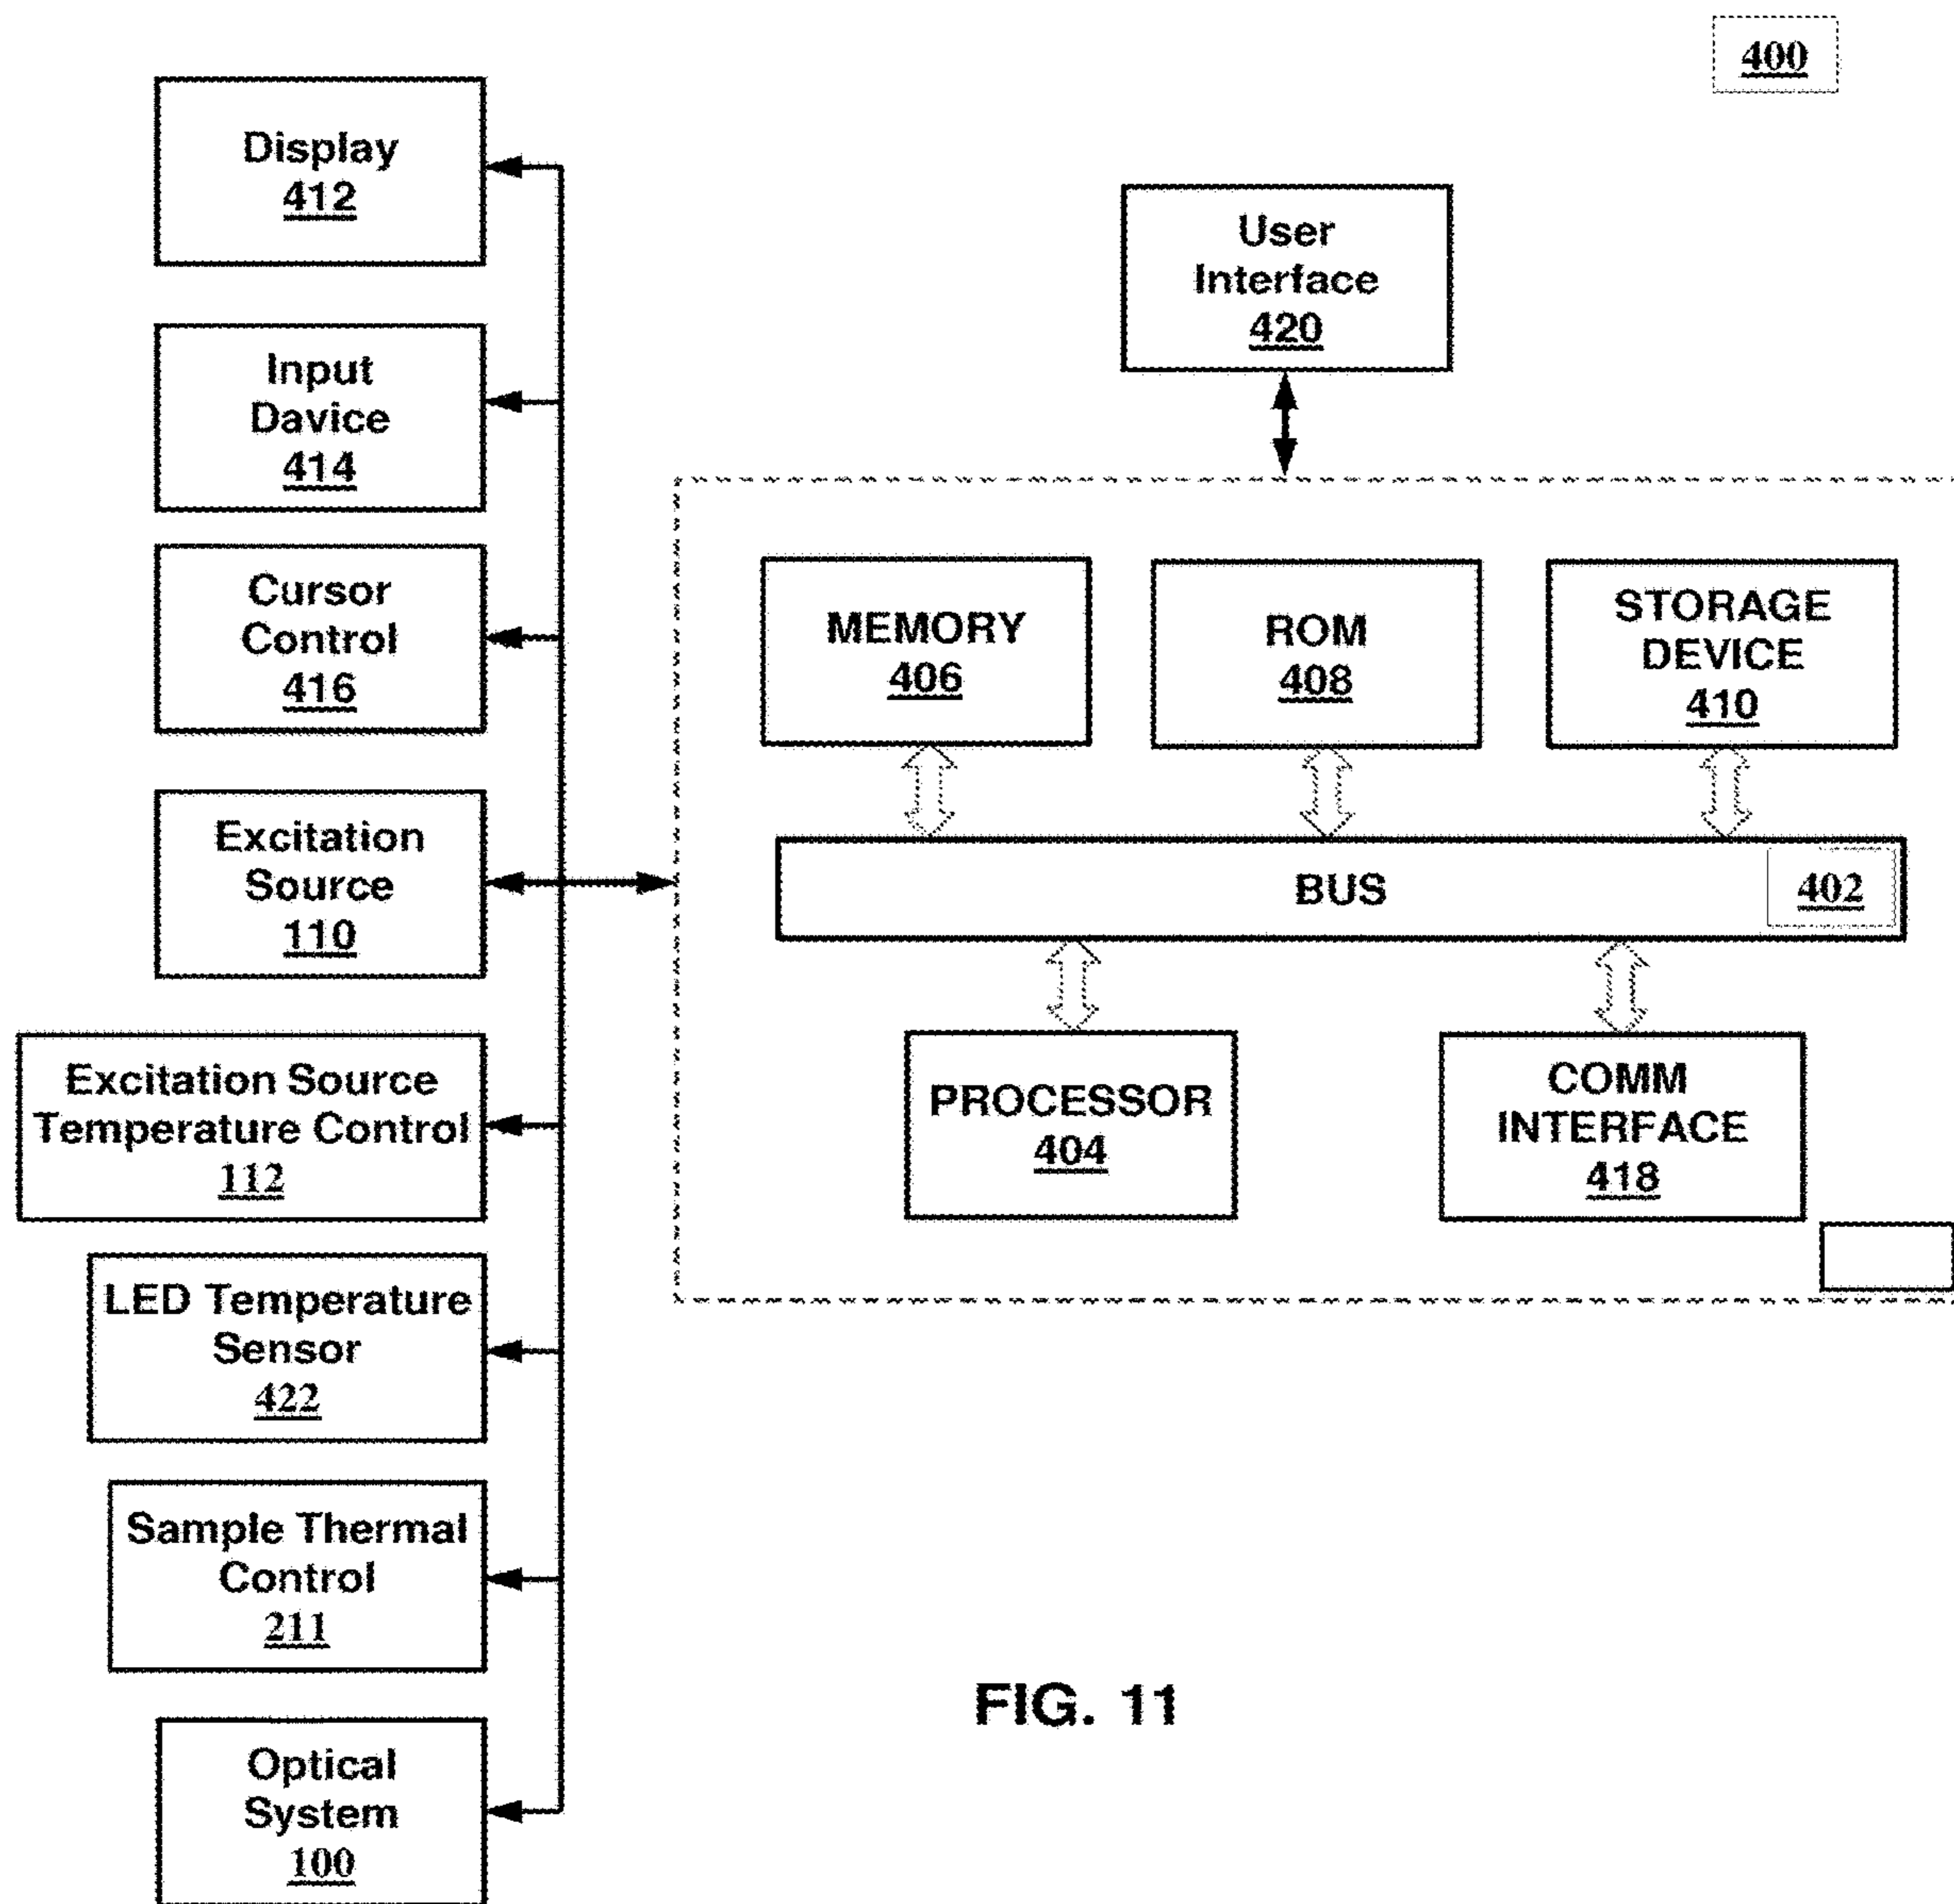 400
Display
412
Input
Davice
414
Cursor
Control
416
Excitation
Source
110
Excitation Source
Temperature Control
112
LED Temperature
Sensor
422
Sample Thermal
Control
211
Optical
System
100
User
Interface
420
MEMORY
406
ROM
408
STORAGE
DEVICE
410
BUS
402
PROCESSOR
404
COMM
INTERFACE
418
FIG. 11